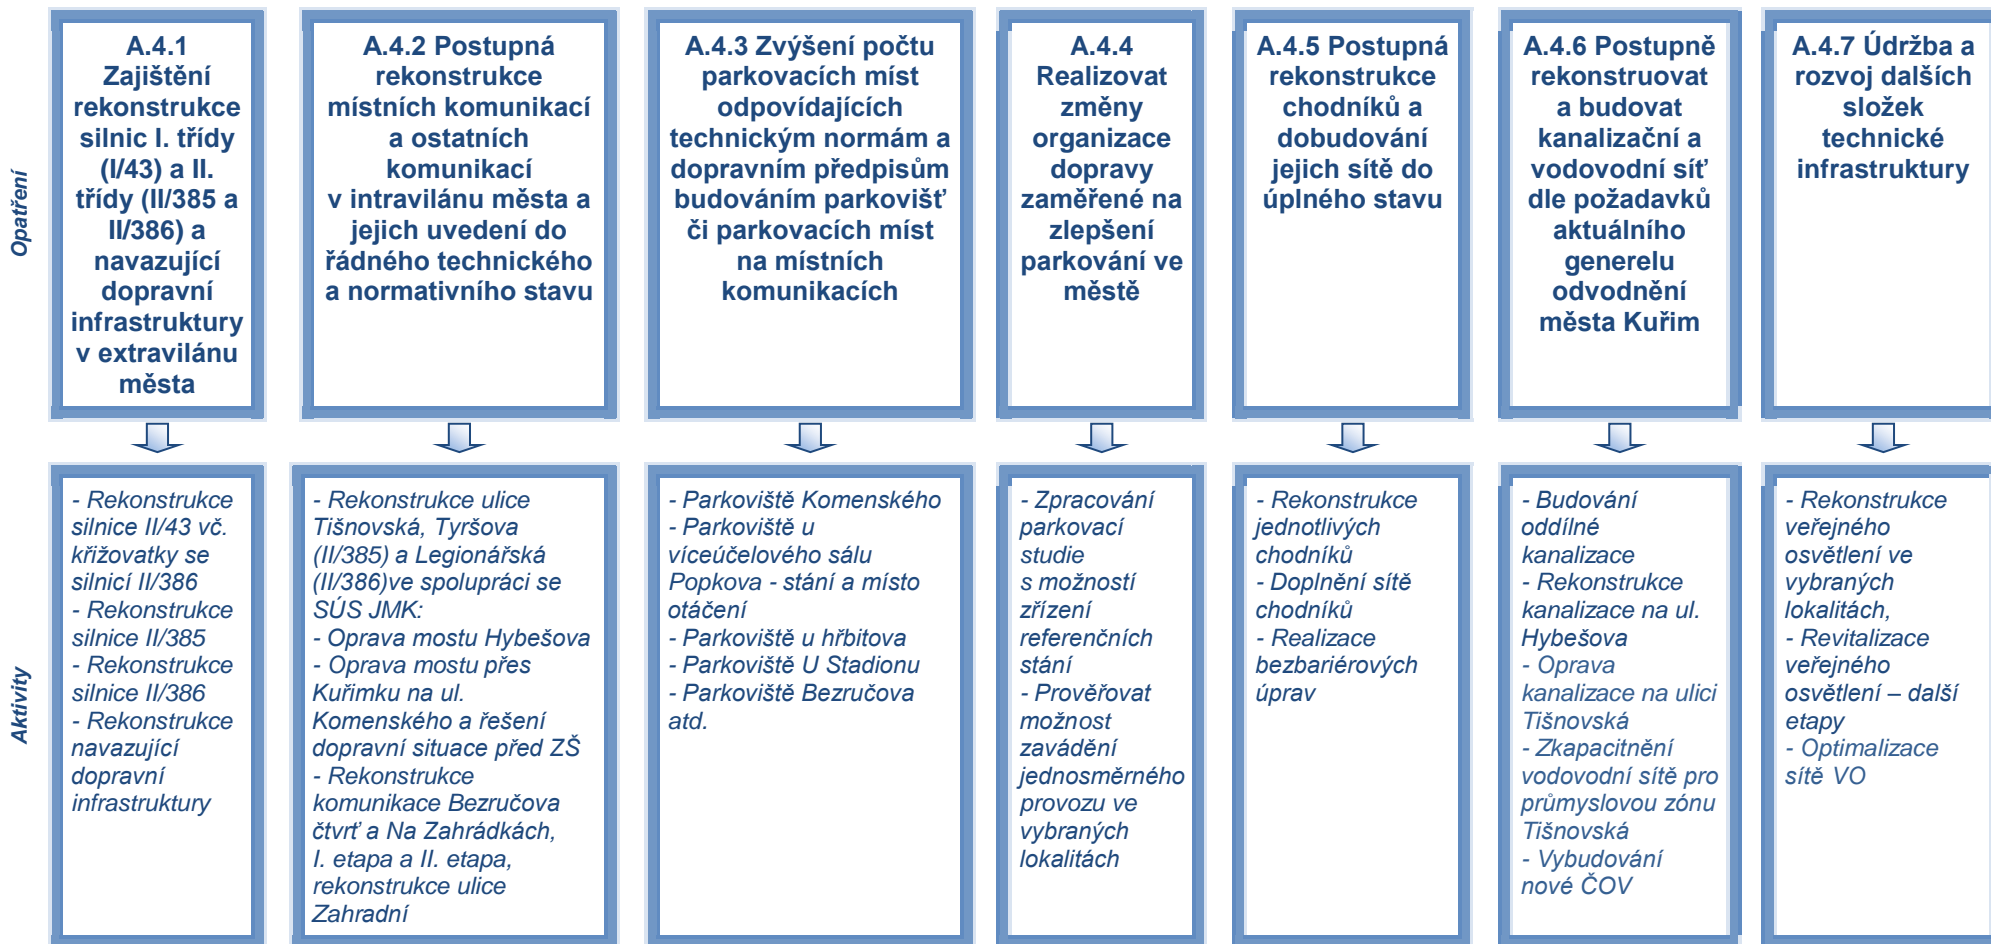 Opatření
A.4.1
Zajištění
rekonstrukce
silnic I. třídy
(I/43) a II.
třídy (II/385 a
II/386) a
navazující
dopravní
infrastruktury
v extravilánu
města
A.4.2 Postupná
rekonstrukce
místních komunikací
a ostatních
komunikací
v intravilánu města a
jejich uvedení do
řádného technického
a normativního stavu
A.4.3 Zvýšení počtu
parkovacích míst
odpovídajících
technickým normám a
dopravním předpisům
budováním parkovišť
či parkovacích míst
na místních
komunikacích
A.4.4
Realizovat
změny
organizace
dopravy
zaměřené na
zlepšení
parkování ve
městě
A.4.5 Postupná
rekonstrukce
chodníků a
dobudování
jejich sítě do
úplného stavu
A.4.6 Postupně
rekonstruovat
a budovat
kanalizační a
vodovodní síť
dle požadavků
aktuálního
generelu
odvodnění
města Kuřim
A.4.7 Údržba a
rozvoj dalších
složek
technické
infrastruktury
Aktivity
- Rekonstrukce
silnice II/43 vč.
křižovatky se
silnicí II/386
- Rekonstrukce
silnice II/385
- Rekonstrukce
silnice II/386
- Rekonstrukce
navazující
dopravní
infrastruktury
- Rekonstrukce ulice
Tišnovská, Tyršova
(II/385) a Legionářská
(II/386)ve spolupráci se
SÚS JMK:
- Oprava mostu Hybešova
- Oprava mostu přes
Kuřimku na ul.
Komenského a řešení
dopravní situace před ZŠ
- Rekonstrukce
komunikace Bezručova
čtvrť a Na Zahrádkách,
I. etapa a II. etapa,
rekonstrukce ulice
Zahradní
- Parkoviště Komenského
- Parkoviště u
víceúčelového sálu
Popkova - stání a místo
otáčení
- Parkoviště u hřbitova
- Parkoviště U Stadionu
- Parkoviště Bezručova
atd.
- Zpracování
parkovací
studie
s možností
zřízení
referenčních
stání
- Prověřovat
možnost
zavádění
jednosměrného
provozu ve
vybraných
lokalitách
- Rekonstrukce
jednotlivých
chodníků
- Doplnění sítě
chodníků
- Realizace
bezbariérových
úprav
- Budování
oddílné
kanalizace
- Rekonstrukce
kanalizace na ul.
Hybešova
- Oprava
kanalizace na ulici
Tišnovská
- Zkapacitnění
vodovodní sítě pro
průmyslovou zónu
Tišnovská
- Vybudování
nové ČOV
- Rekonstrukce
veřejného
osvětlení ve
vybraných
lokalitách,
- Revitalizace
veřejného
osvětlení – další
etapy
- Optimalizace
sítě VO